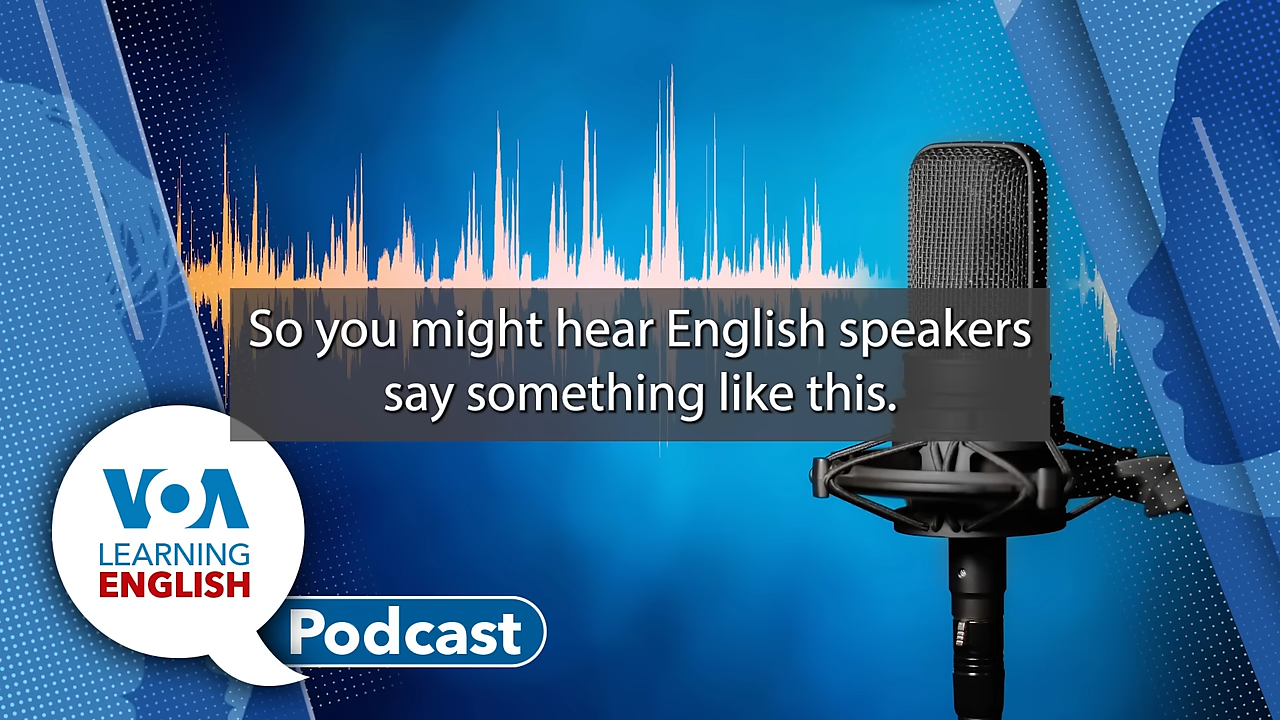 So you might hear English speakers
say something like this.
VOA
LEARNING
ENGLISH
Podcast